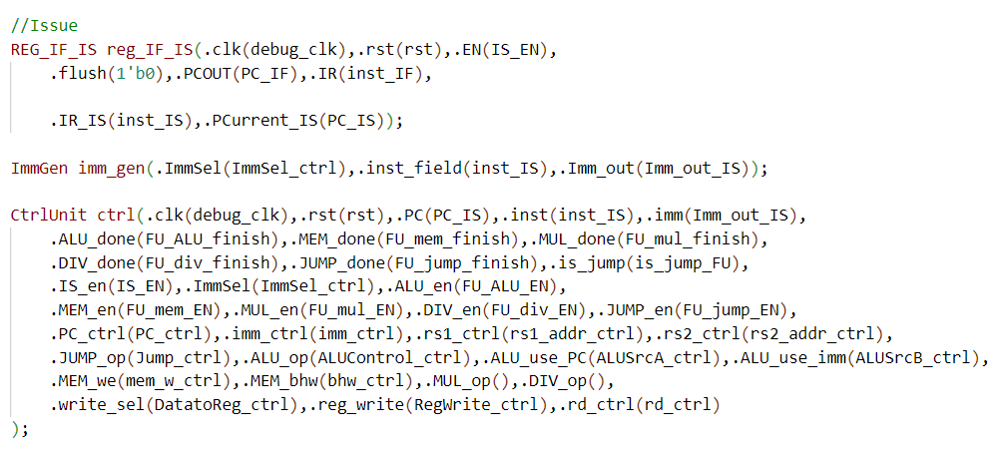 //Issue
REG_IF_IS reg_IF_IS(.clk(debug_clk),.rst(rst),.EN(IS_EN),
.flush(1'b0),.PCOUT(PC_IF),.IR(inst_IF),
.IR_IS(inst_IS),.PCurrent_IS(PC_IS));
ImmGen imm_gen(.ImmSel(ImmSel_ctrl),.inst_field(inst_IS),.Imm_out(Imm_out_IS));
CtrlUnit ctrl(.clk(debug_clk),.rst(rst),.PC(PC_IS),.inst(inst_IS),.imm(Imm_out_IS),
.ALU_done(FU_ALU_finish),.MEM_done(FU_mem_finish),.MUL_done(FU_mul_finish),
.DIV_done(FU_div_finish),.JUMP_done(FU_jump_finish),.is_jump(is_jump_FU),
.IS_en(IS_EN),.ImmSel(ImmSel_ctrl),.ALU_en(FU_ALU_EN),
.MEM_en(FU_mem_EN),.MUL_en(FU_mul_EN),.DIV_en(FU_div_EN),.JUMP_en(FU_jump_EN),
.PC_ctrl(PC_ctrl),.imm_ctrl(imm_ctrl),.rs1_ctrl(rs1_addr_ctrl),.rs2_ctrl(rs2_addr_ctrl),
.JUMP_op(Jump_ctrl),.ALU_op(ALUControl_ctrl),.ALU_use_PC(ALUSrcA_ctrl),.ALU_use_imm(ALUSrcB_ctrl),
.MEM_we(mem_w_ctrl),.MEM_bhw(bhw_ctrl),.MUL_op(),.DIV_op(),
.write_sel(DatatoReg_ctrl),.reg_write(RegWrite_ctrl),.rd_ctrl(rd_ctrl)
);